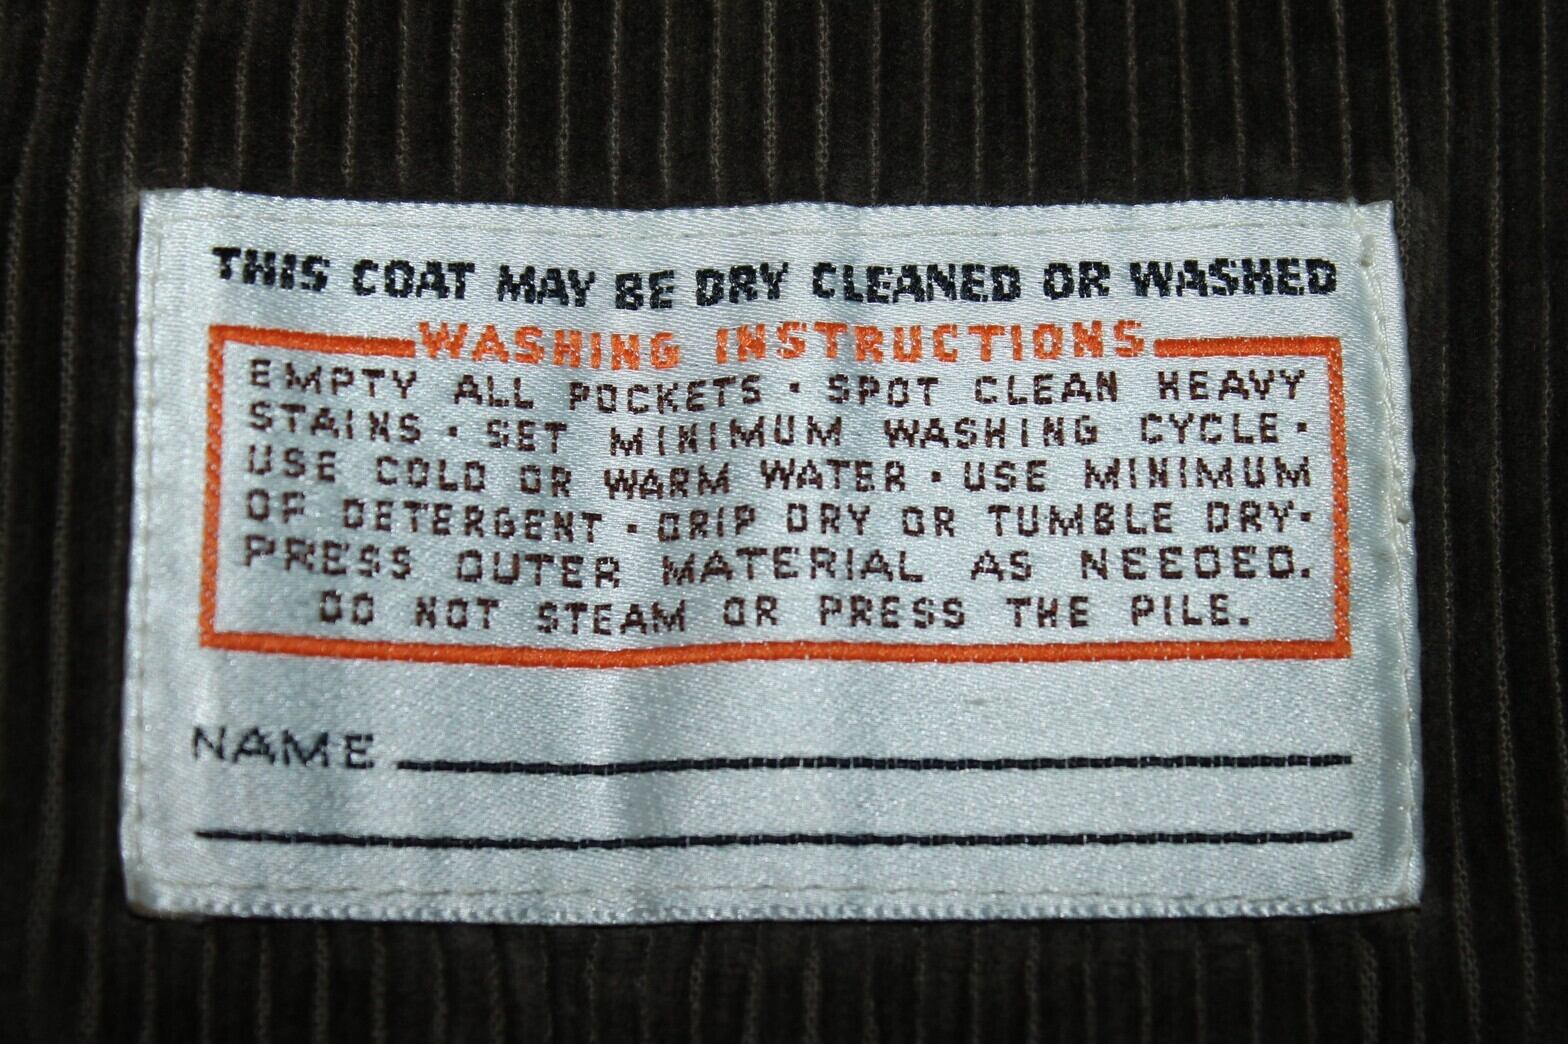 THIS COAT MAY BE DRY CLEANED OR WASHED
WASHING INSTRUCTIONS
EMPTY ALL POCKETS · SPOT CLEAN HEAVY
STAINS · SET MINIMUM WASHING CYCLE ·
USE COLD OR WARM WATER · USE MINIMUM
OF DETERGENT · DRIP DRY OR TUMBLE DRY ·
PRESS OUTER MATERIAL AS NEEDED.
DO NOT STEAM OR PRESS THE PILE.
NAME